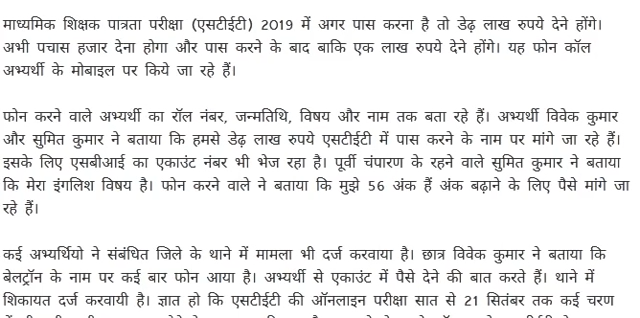 माध्यमिक शिक्षक पात्रता परीक्षा (एसटीईटी) 2019 में अगर पास करना है तो डेढ़ लाख रुपये देने होंगे।
अभी पचास हजार देना होगा और पास करने के बाद बाकि एक लाख रुपये देने होंगे। यह फोन कॉल
अभ्यर्थी के मोबाइल पर किये जा रहे हैं।
फोन करने वाले अभ्यर्थी का रॉल नंबर, जन्मतिथि, विषय और नाम तक बता रहे हैं। अभ्यर्थी विवेक कुमार
और सुमित कुमार ने बताया कि हमसे डेढ़ लाख रुपये एसटीईटी में पास करने के नाम पर मांगे जा रहे हैं।
इसके लिए एसबीआई का एकाउंट नंबर भी भेज रहा है। पूर्वी चंपारण के रहने वाले सुमित कुमार ने बताया
कि मेरा इंगलिश विषय है। फोन करने वाले ने बताया कि मुझे 56 अंक हैं अंक बढ़ाने के लिए पैसे मांगे जा
रहे हैं।
कई अभ्यर्थियो ने संबंधित जिले के थाने में मामला भी दर्ज करवाया है। छात्र विवेक कुमार ने बताया कि
बेलट्रॉन के नाम पर कई बार फोन आया है। अभ्यर्थी से एकाउंट में पैसे देने की बात करते हैं। थाने में
शिकायत दर्ज करवायी है। ज्ञात हो कि एसटीईटी की ऑनलाइन परीक्षा सात से 21 सितंबर तक कई चरण